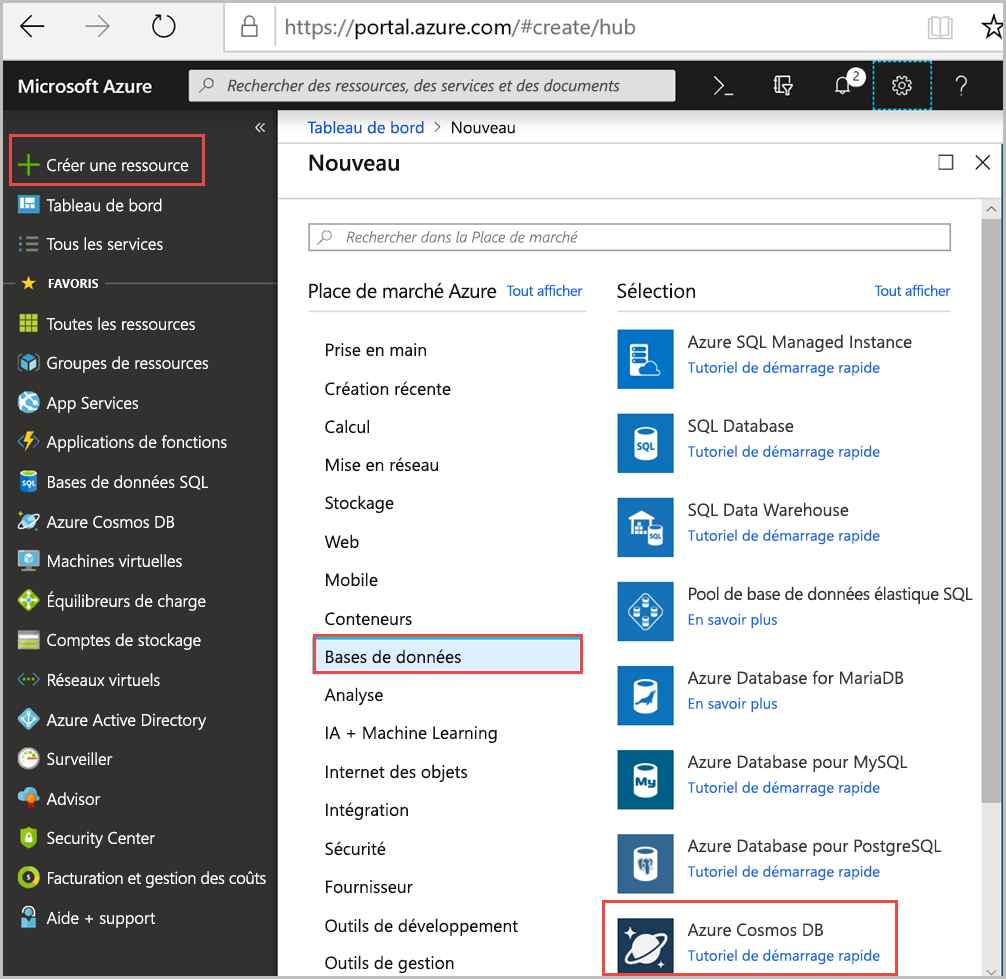 https://portal.azure.com/#create/hub
Microsoft Azure
Rechercher des ressources, des services et des documents
>_
2
?
«
Créer une ressource
Tableau de bord
Tous les services
FAVORIS
Toutes les ressources
Groupes de ressources
App Services
Applications de fonctions
SQL
Bases de données SQL
Azure Cosmos DB
Machines virtuelles
Équilibreurs de charge
Comptes de stockage
Réseaux virtuels
Azure Active Directory
Surveiller
Advisor
Security Center
Facturation et gestion des coûts
Aide + support
Tableau de bord > Nouveau
Nouveau
Rechercher dans la Place de marché
Place de marché Azure Tout afficher
Prise en main
Création récente
Calcul
Mise en réseau
Stockage
Web
Mobile
Conteneurs
Bases de données
Analyse
IA + Machine Learning
Internet des objets
Intégration
Sécurité
Fournisseur
Outils de développement
Outils de gestion
Sélection Tout afficher
Azure SQL Managed Instance
Tutoriel de démarrage rapide
SQL
SQL Database
Tutoriel de démarrage rapide
SQL
SQL Data Warehouse
Tutoriel de démarrage rapide
Pool de base de données élastique SQL
En savoir plus
Azure Database for MariaDB
En savoir plus
My
Azure Database pour MySQL
Tutoriel de démarrage rapide
Azure Database pour PostgreSQL
Tutoriel de démarrage rapide
Azure Cosmos DB
Tutoriel de démarrage rapide